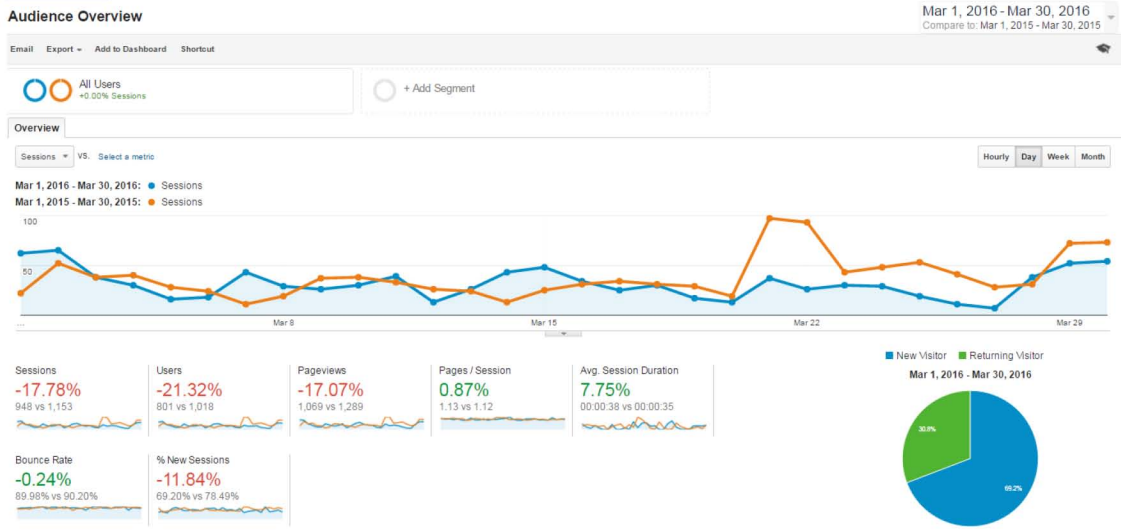 Audience Overview
Mar 1, 2016 - Mar 30, 2016
Compare to: Mar 1, 2015 - Mar 30, 2015
Email Export Add to Dashboard Shortcut
All Users
+0.00% Sessions
+ Add Segment
Overview
Sessions VS. Select a metric
Hourly Day Week Month
Mar 1, 2016 - Mar 30, 2016: Sessions
Mar 1, 2015 - Mar 30, 2015: Sessions
100
50
... Mar 8 Mar 15 Mar 22 Mar 29
New Visitor Returning Visitor
Mar 1, 2016 - Mar 30, 2016
Sessions Users Pageviews Pages / Session Avg. Session Duration
-17.78% -21.32% -17.07% 0.87% 7.75%
948 vs 1,153 801 vs 1,018 1,069 vs 1,289 1.13 vs 1.12 00:00:38 vs 00:00:35
30.8%
69.2%
Bounce Rate % New Sessions
-0.24% -11.84%
89.98% vs 90.20% 69.20% vs 78.49%